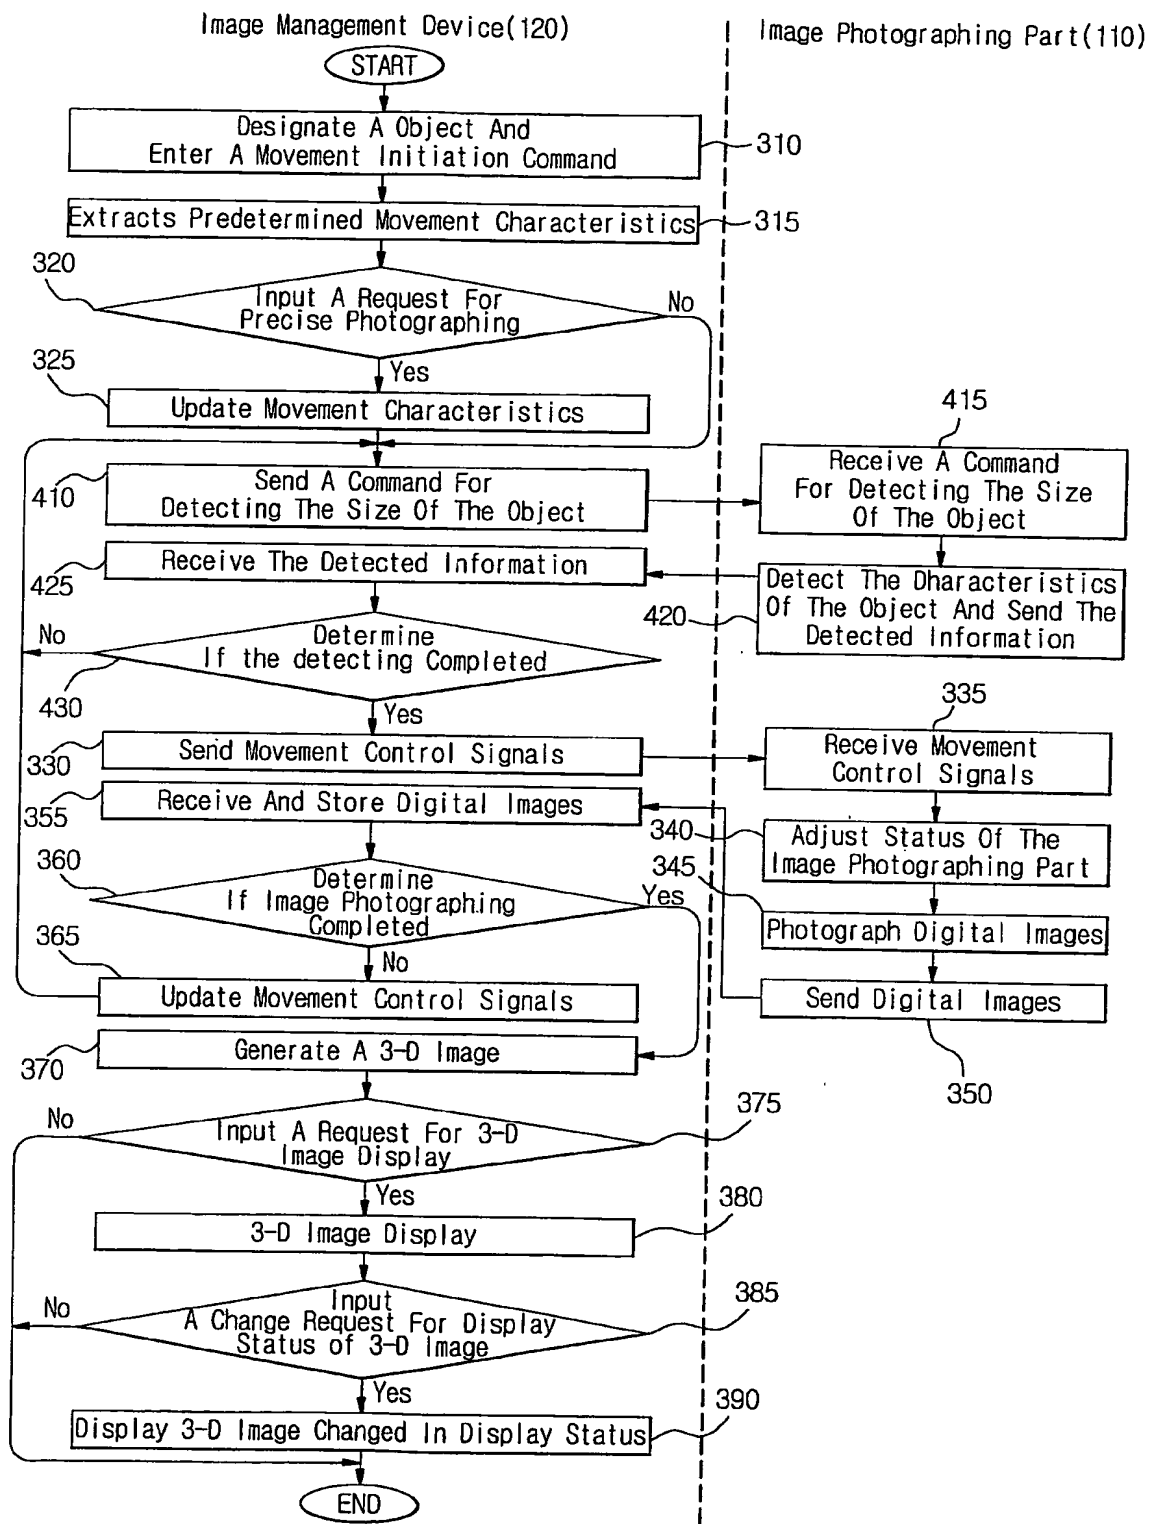 Image Management Device(120)
Image Photographing Part(110)
START
Designate A Object And
Enter A Movement Initiation Command
310
Extracts Predetermined Movement Characteristics
315
320
Input A Request For
Precise Photographing
No
Yes
325
Update Movement Characteristics
415
410
Send A Command For
Detecting The Size Of The Object
Receive A Command
For Detecting The Size
Of The Object
425
Receive The Detected Information
Detect The Dharacteristics
Of The Object And Send The
Detected Information
420
No
Determine
If the detecting Completed
430
Yes
335
330
Send Movement Control Signals
Receive Movement
Control Signals
355
Receive And Store Digital Images
340
Adjust Status Of The
Image Photographing Part
360
Determine
If Image Photographing
Completed
Yes
345
Photograph Digital Images
365
No
Update Movement Control Signals
Send Digital Images
350
370
Generate A 3-D Image
No
Input A Request For 3-D
Image Display
375
Yes
380
3-D Image Display
No
Input
A Change Request For Display
Status of 3-D Image
385
Yes
390
Display 3-D Image Changed In Display Status
END